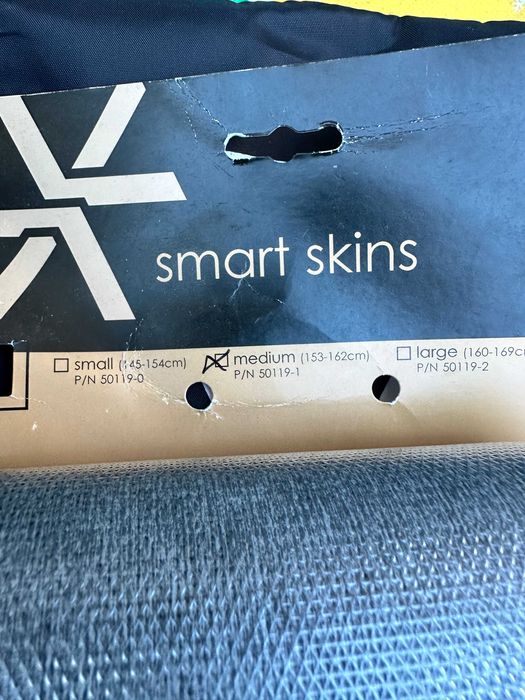 smart skins
small (145-154cm)
P/N 50119-0
medium (153-162cm)
P/N 50119-1
large (160-169cm
P/N 50119-2